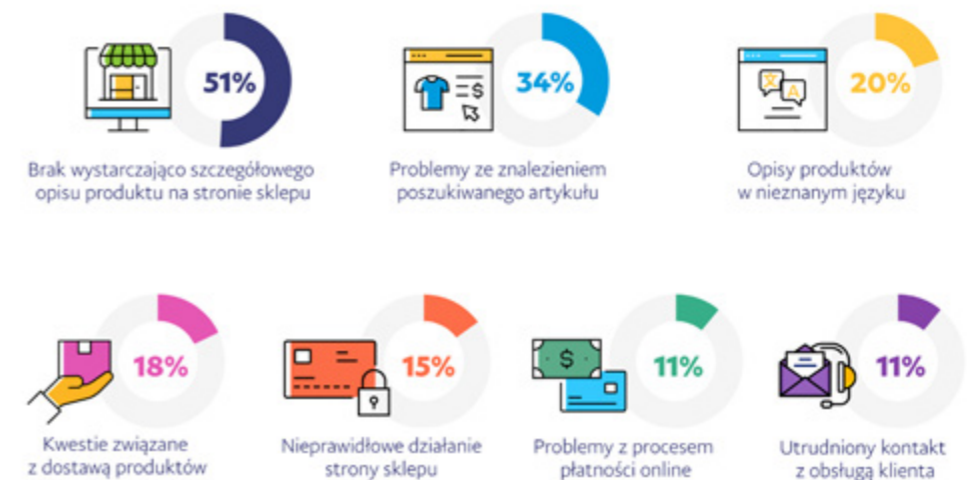 51%
Brak wystarczająco szczegółowego
opisu produktu na stronie sklepu
34%
Problemy ze znalezieniem
poszukiwanego artykułu
20%
Opisy produktów
w nieznanym języku
18%
Kwestie związane
z dostawą produktów
15%
Nieprawidłowe działanie
strony sklepu
$
11%
Problemy z procesem
płatności online
11%
Utrudniony kontakt
z obsługą klienta